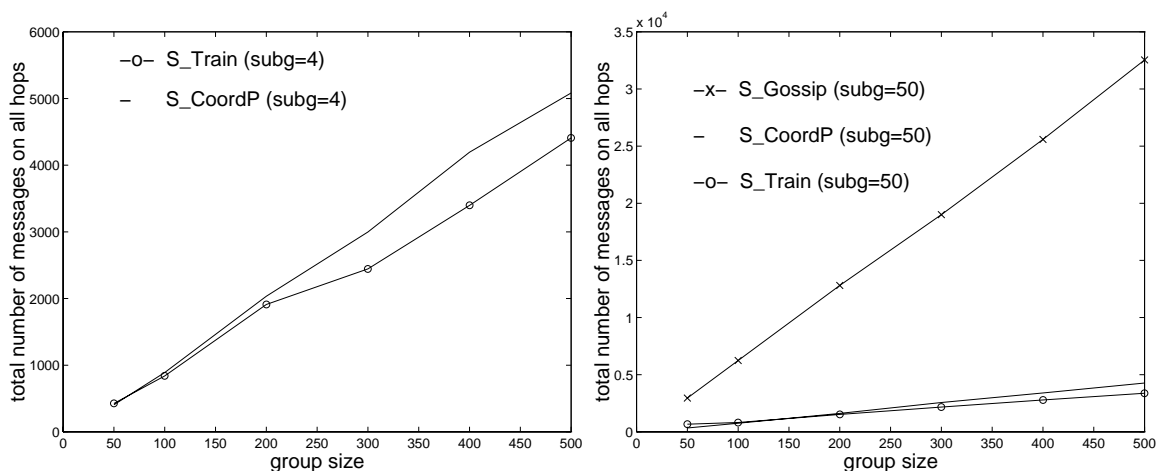 6000
5000
4000
3000
2000
1000
0
total number of messages on all hops
–o– S_Train (subg=4)
– S_CoordP (subg=4)
0 50 100 150 200 250 300 350 400 450 500
group size
x 10^4
3.5
3
2.5
2
1.5
1
0.5
0
total number of messages on all hops
–x– S_Gossip (subg=50)
– S_CoordP (subg=50)
–o– S_Train (subg=50)
0 50 100 150 200 250 300 350 400 450 500
group size